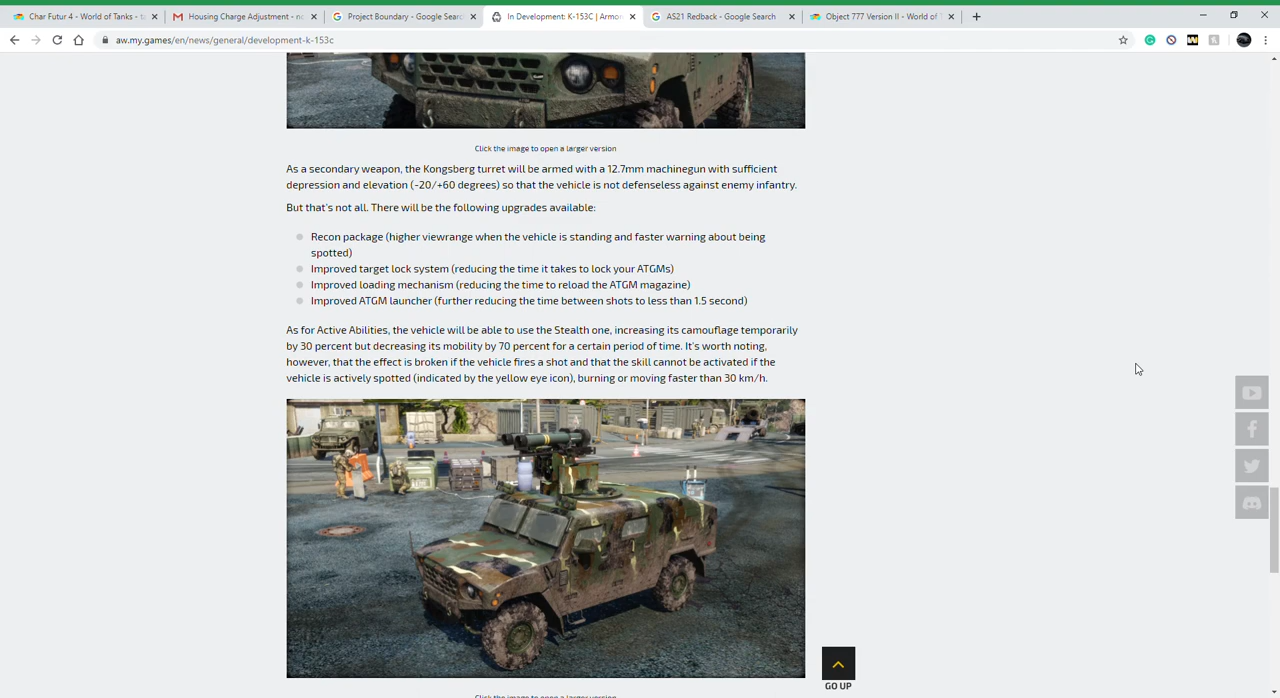 Char Futur 4 - World of Tanks - ta
Housing Charge Adjustment - no
Project Boundary - Google Searc
In Development: K-153C | Armor
AS21 Redback - Google Search
Object 777 Version II - World of T
aw.my.games/en/news/general/development-k-153c
Click the image to open a larger version
As a secondary weapon, the Kongsberg turret will be armed with a 12.7mm machinegun with sufficient
depression and elevation (-20/+60 degrees) so that the vehicle is not defenseless against enemy infantry.
But that's not all. There will be the following upgrades available:
Recon package (higher viewrange when the vehicle is standing and faster warning about being
spotted)
Improved target lock system (reducing the time it takes to lock your ATGMs)
Improved loading mechanism (reducing the time to reload the ATGM magazine)
Improved ATGM launcher (further reducing the time between shots to less than 1.5 second)
As for Active Abilities, the vehicle will be able to use the Stealth one, increasing its camouflage temporarily
by 30 percent but decreasing its mobility by 70 percent for a certain period of time. It's worth noting,
however, that the effect is broken if the vehicle fires a shot and that the skill cannot be activated if the
vehicle is actively spotted (indicated by the yellow eye icon), burning or moving faster than 30 km/h.
GO UP
Click the image to open a larger version